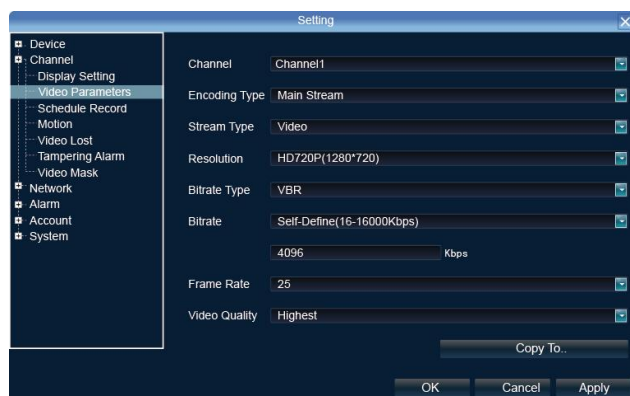 Setting
Device
Channel
Display Setting
Video Parameters
Schedule Record
Motion
Video Lost
Tampering Alarm
Video Mask
Network
Alarm
Account
System
Channel Channel1
Encoding Type Main Stream
Stream Type Video
Resolution HD720P(1280*720)
Bitrate Type VBR
Bitrate Self-Define(16-16000Kbps)
4096 Kbps
Frame Rate 25
Video Quality Highest
Copy To..
OK Cancel Apply